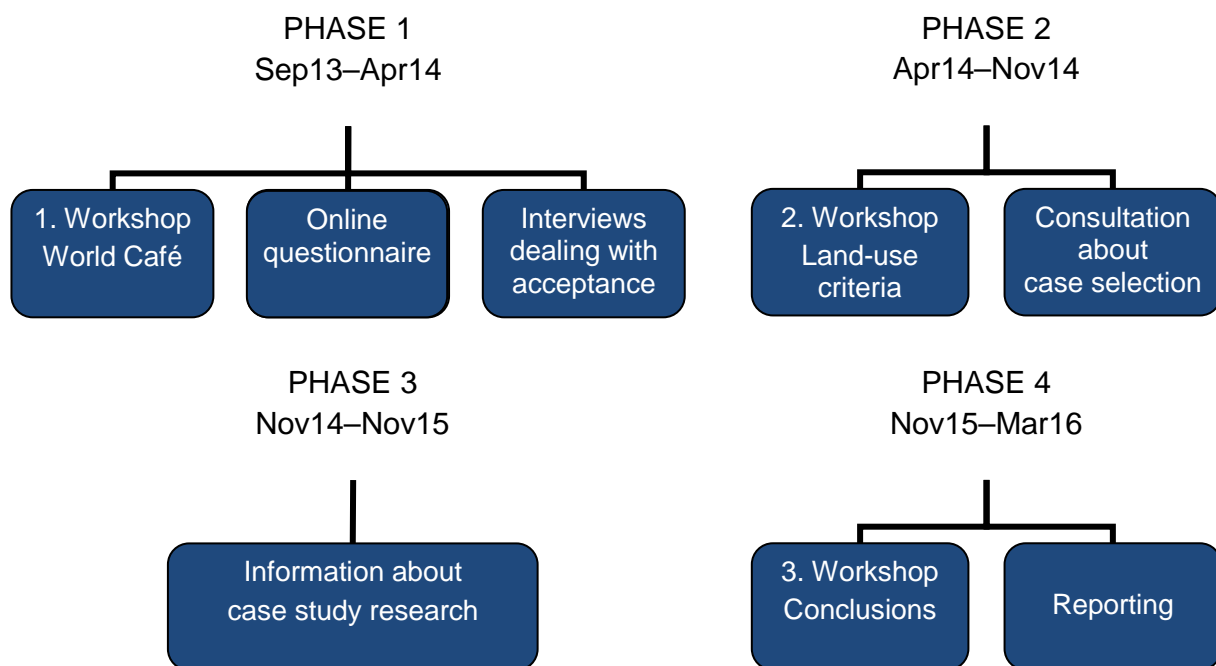 PHASE 1
Sep13–Apr14
1. Workshop
World Café
Online
questionnaire
Interviews
dealing with
acceptance
PHASE 2
Apr14–Nov14
2. Workshop
Land-use
criteria
Consultation
about
case selection
PHASE 3
Nov14–Nov15
Information about
case study research
PHASE 4
Nov15–Mar16
3. Workshop
Conclusions
Reporting